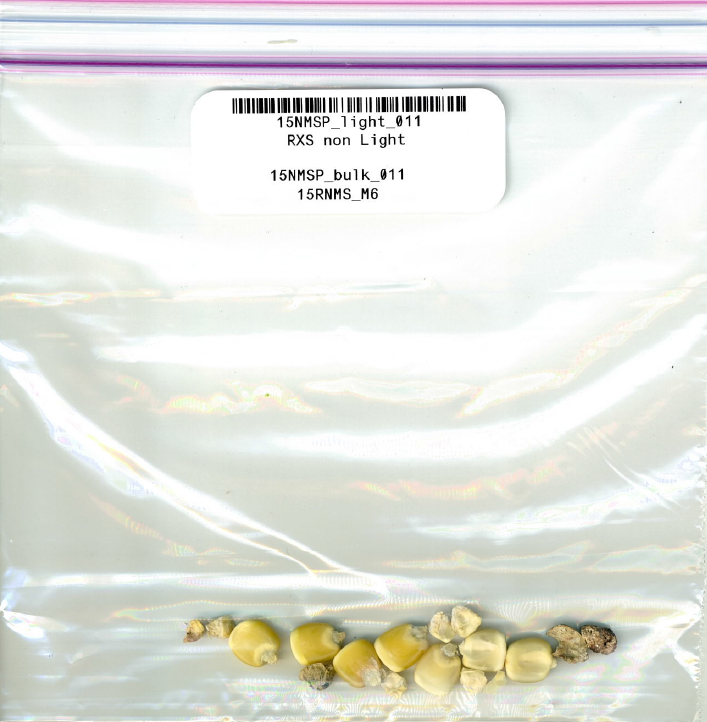 15NMSP_light_011
RXS non Light
15NMSP_bulk_011
15RNMS_M6